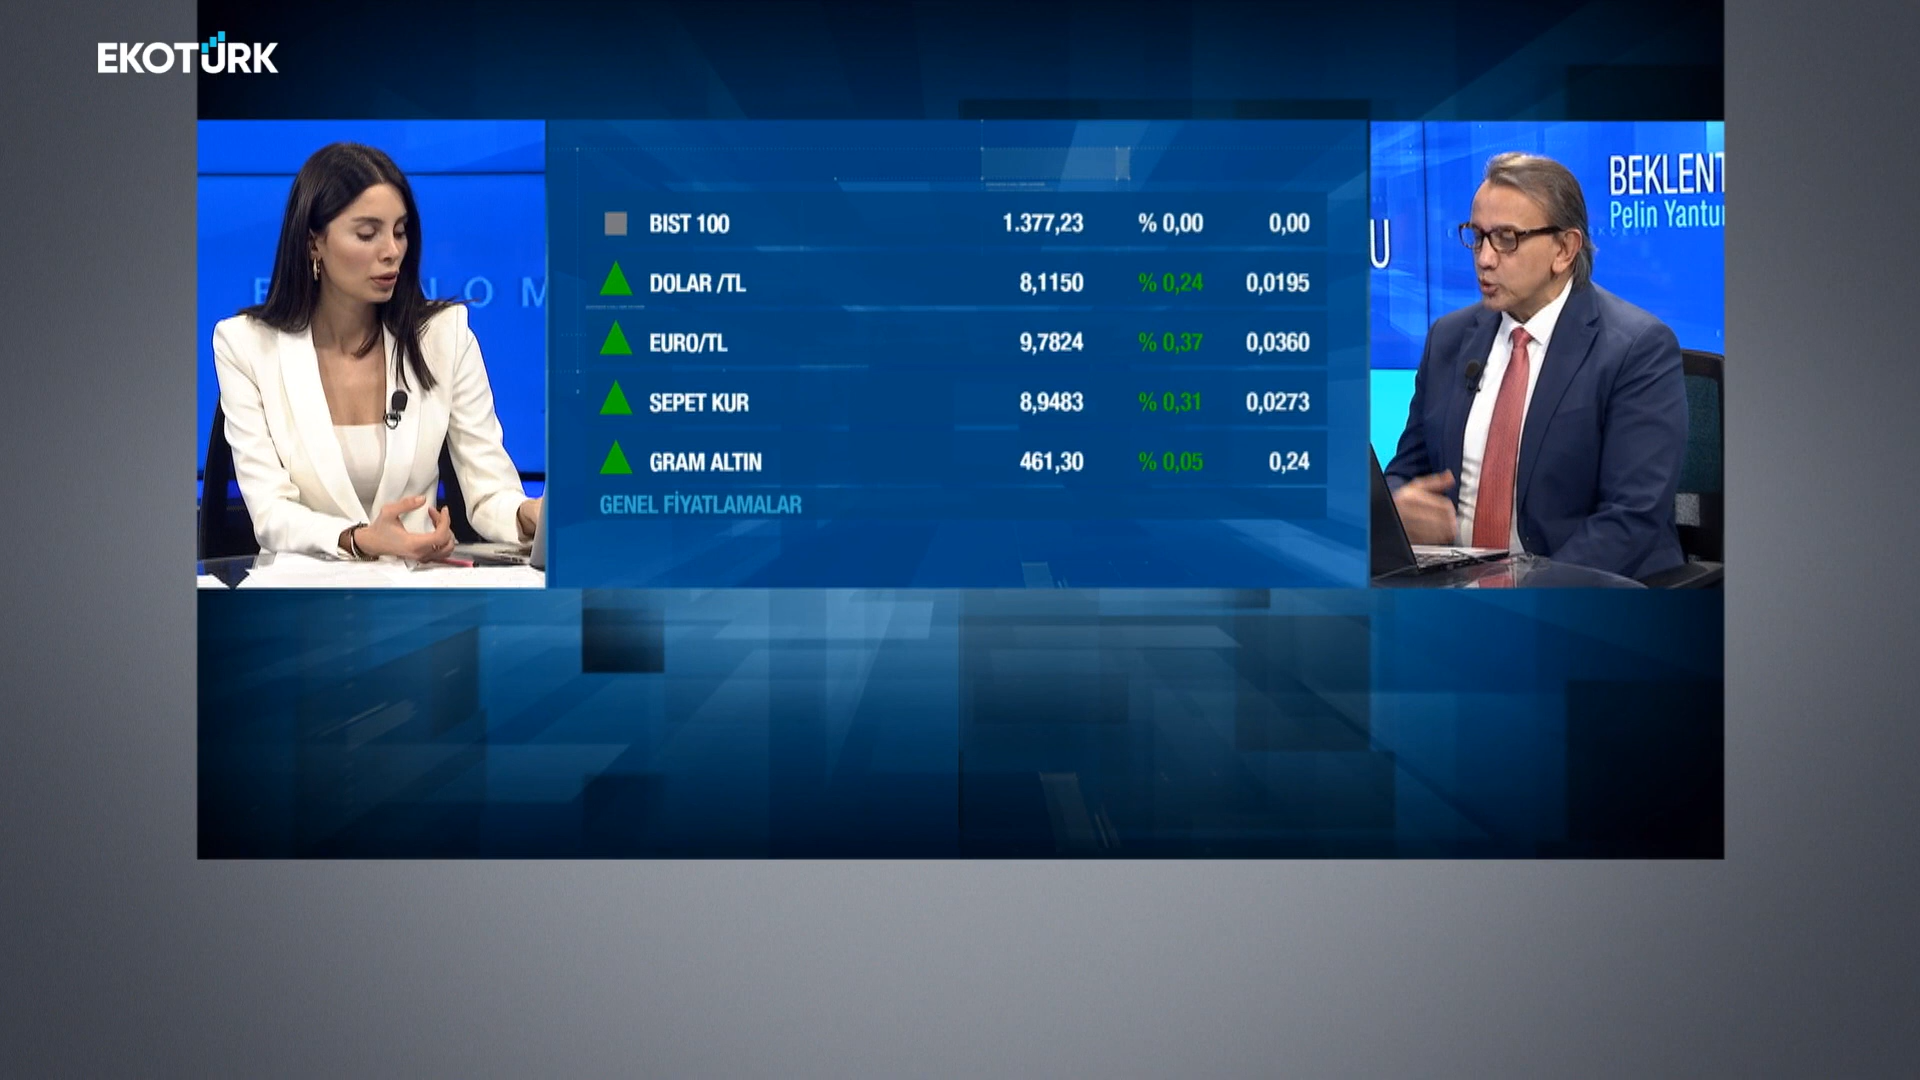 EKOTÜRK
BEKLENT
Pelin Yantu
U
E NOM
BIST 100 1.377,23 % 0,00 0,00
DOLAR /TL 8,1150 % 0,24 0,0195
EURO/TL 9,7824 % 0,37 0,0360
SEPET KUR 8,9483 % 0,31 0,0273
GRAM ALTIN 461,30 % 0,05 0,24
GENEL FİYATLAMALAR